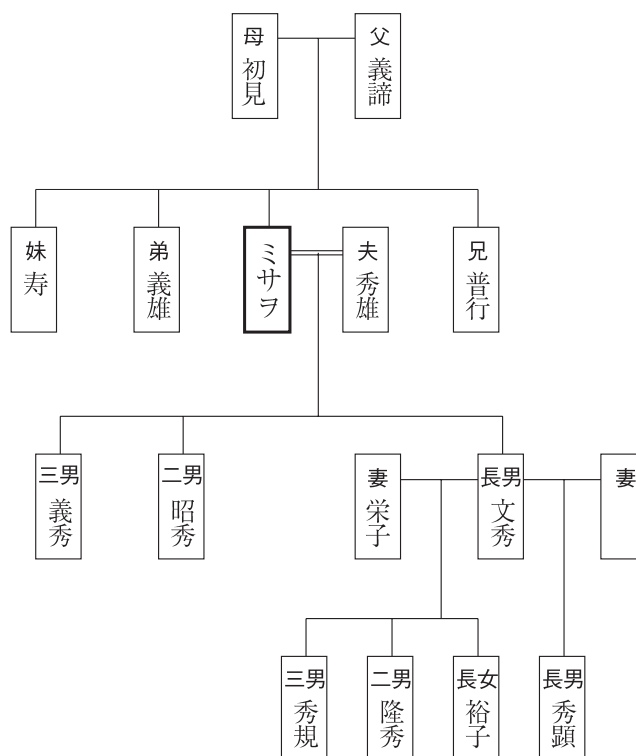 母 初見
父 義諦
妹 寿
弟 義雄
ミサヲ
夫 秀雄
兄 普行
三男 義秀
二男 昭秀
妻 栄子
長男 文秀
妻
三男 秀規
二男 隆秀
長女 裕子
長男 秀顕